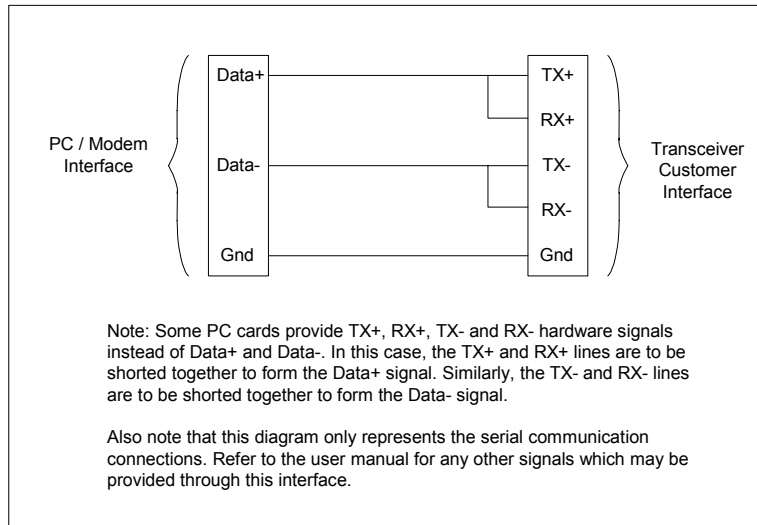 Data+
TX+
RX+
PC / Modem
Interface
Data-
TX-
Transceiver
Customer
Interface
RX-
Gnd
Gnd
Note: Some PC cards provide TX+, RX+, TX- and RX- hardware signals
instead of Data+ and Data-. In this case, the TX+ and RX+ lines are to be
shorted together to form the Data+ signal. Similarly, the TX- and RX- lines
are to be shorted together to form the Data- signal.
Also note that this diagram only represents the serial communication
connections. Refer to the user manual for any other signals which may be
provided through this interface.